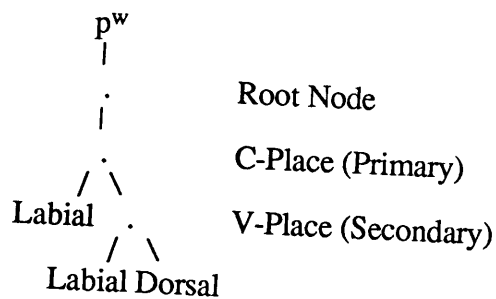 pʷ
Root Node
C-Place (Primary)
Labial V-Place (Secondary)
Labial Dorsal